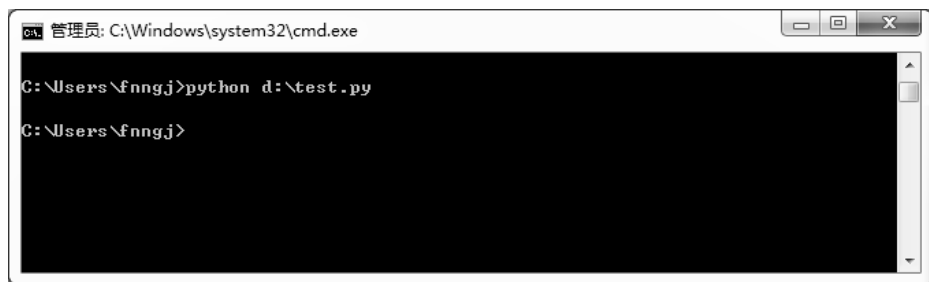 管理员: C:\Windows\system32\cmd.exe
C:\Users\fnngj>python d:\test.py
C:\Users\fnngj>